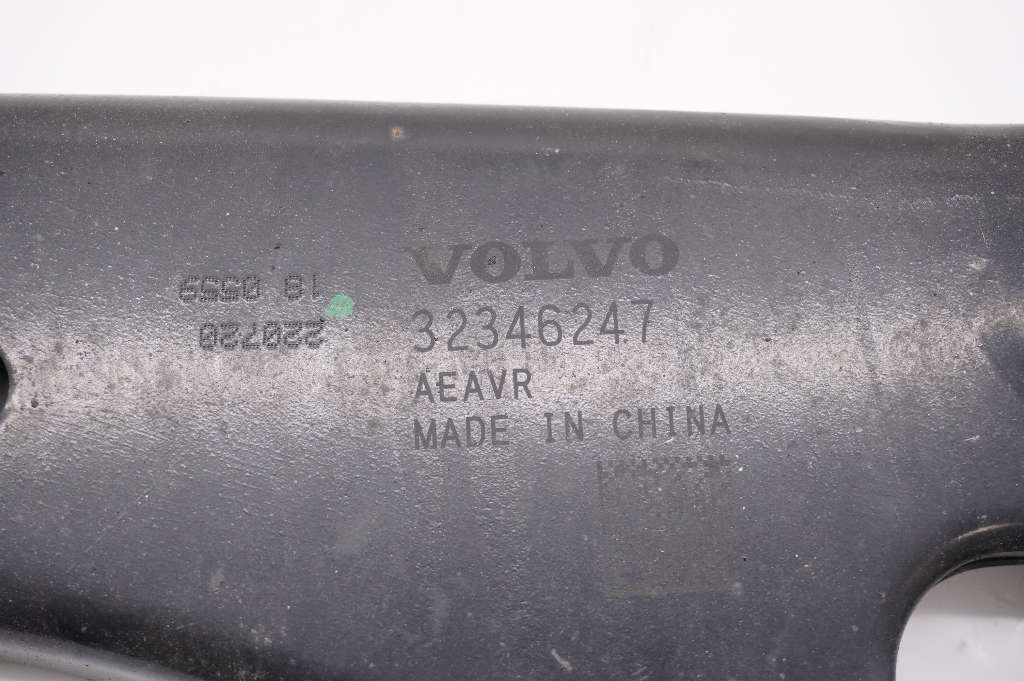 VOLVO
32346247
AEAVR
MADE IN CHINA
220720
18 0559